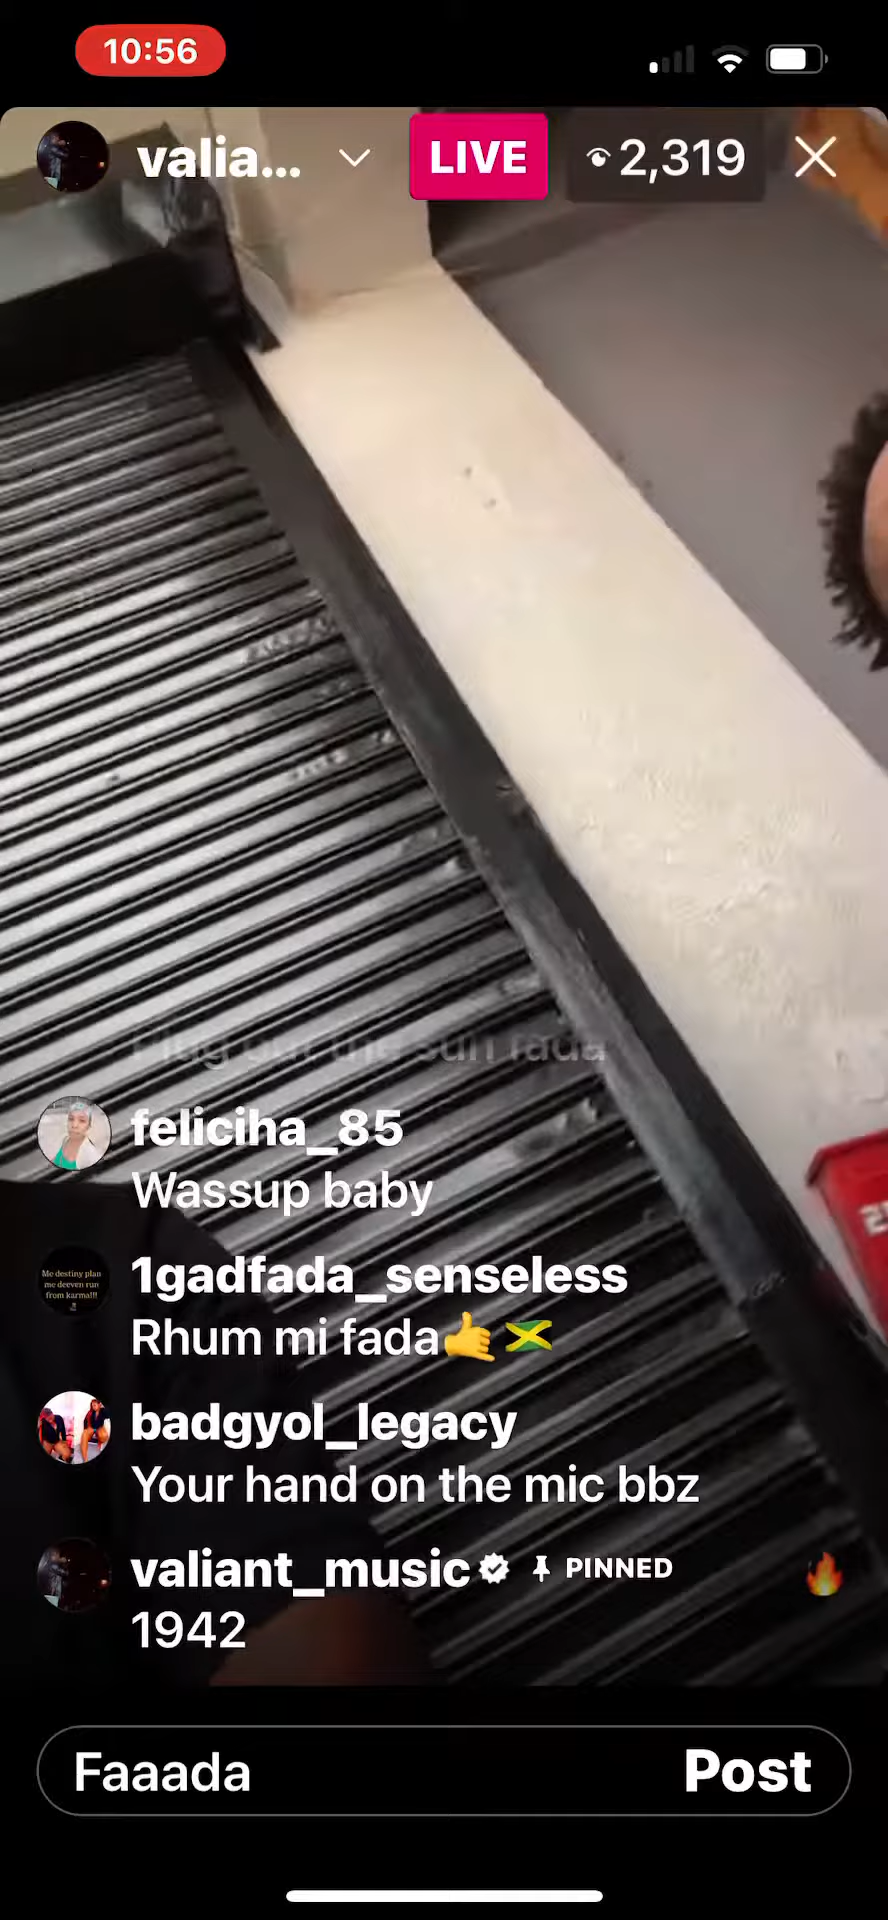 10:56
valia...
LIVE
2,319
feliciha_85
Wassup baby
1gadfada_senseless
Rhum mi fada🤙🇯🇲
badgyol_legacy
Your hand on the mic bbz
valiant_music PINNED
1942
Faaada
Post